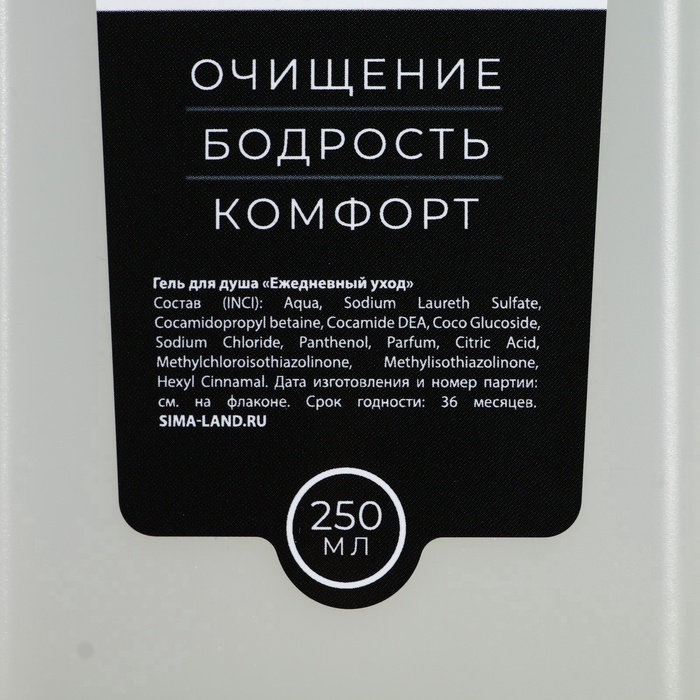 ОЧИЩЕНИЕ
БОДРОСТЬ
КОМФОРТ
Гель для душа «Ежедневный уход»
Состав (INCI): Aqua, Sodium Laureth Sulfate,
Cocamidopropyl betaine, Cocamide DEA, Coco Glucoside,
Sodium Chloride, Panthenol, Parfum, Citric Acid,
Methylchloroisothiazolinone, Methylisothiazolinone,
Hexyl Cinnamal. Дата изготовления и номер партии:
см. на флаконе. Срок годности: 36 месяцев.
SIMA-LAND.RU
250
МЛ